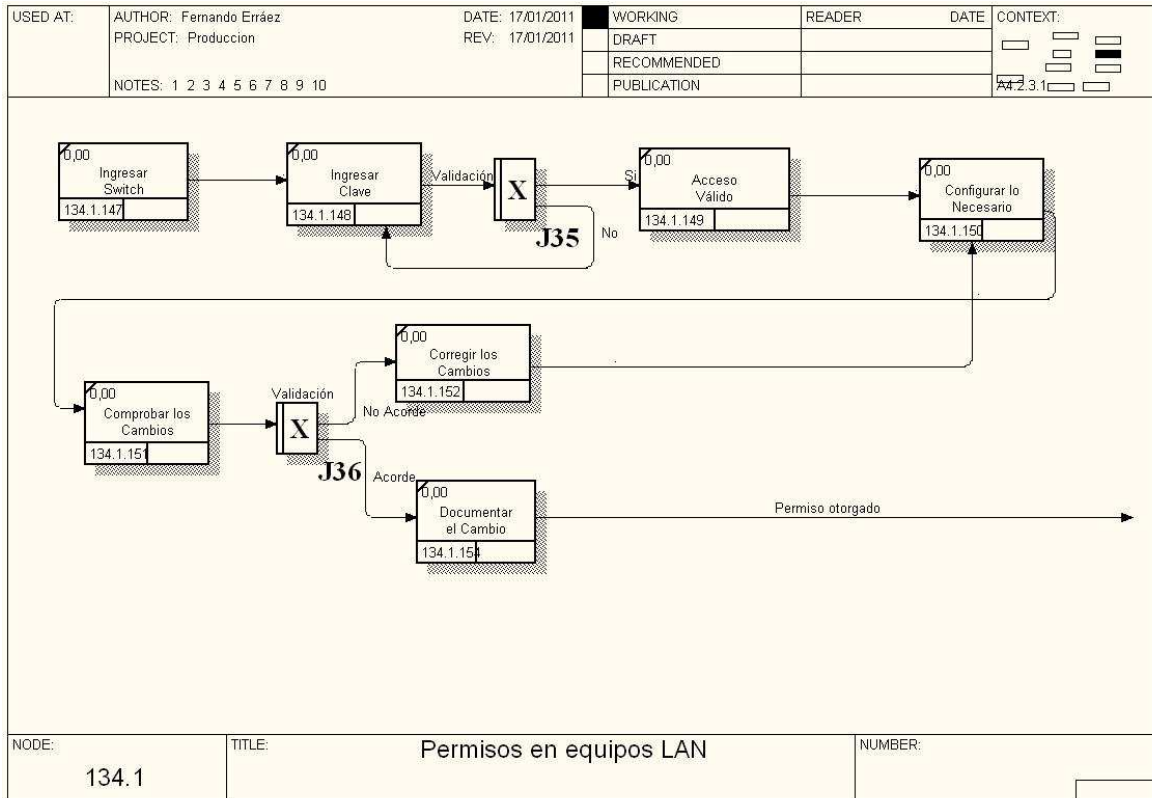 USED AT:
AUTHOR: Fernando Erráez
DATE: 17/01/2011
WORKING
READER
DATE
CONTEXT:
PROJECT: Produccion
REV: 17/01/2011
DRAFT
RECOMMENDED
NOTES: 1 2 3 4 5 6 7 8 9 10
PUBLICATION
A4.2.3.1
0,00
Ingresar
Switch
134.1.147
0,00
Ingresar
Clave
134.1.148
Validación
X
J35
Si
No
0,00
Acceso
Válido
134.1.149
0,00
Configurar lo
Necesario
134.1.150
0,00
Comprobar los
Cambios
134.1.151
Validación
X
J36
No Acorde
Acorde
0,00
Corregir los
Cambios
134.1.152
0,00
Documentar
el Cambio
134.1.154
Permiso otorgado
NODE:
134.1
TITLE:
Permisos en equipos LAN
NUMBER: